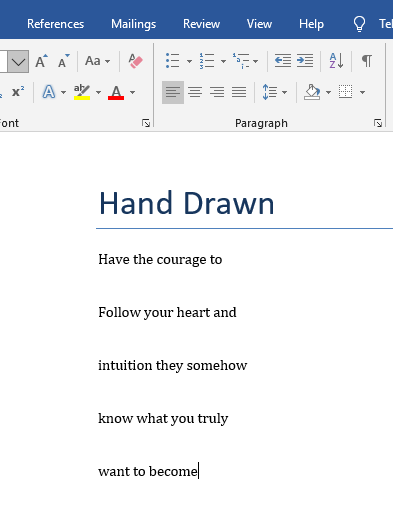 References Mailings Review View Help Te
Aa
ont Paragraph
Hand Drawn
Have the courage to
Follow your heart and
intuition they somehow
know what you truly
want to become